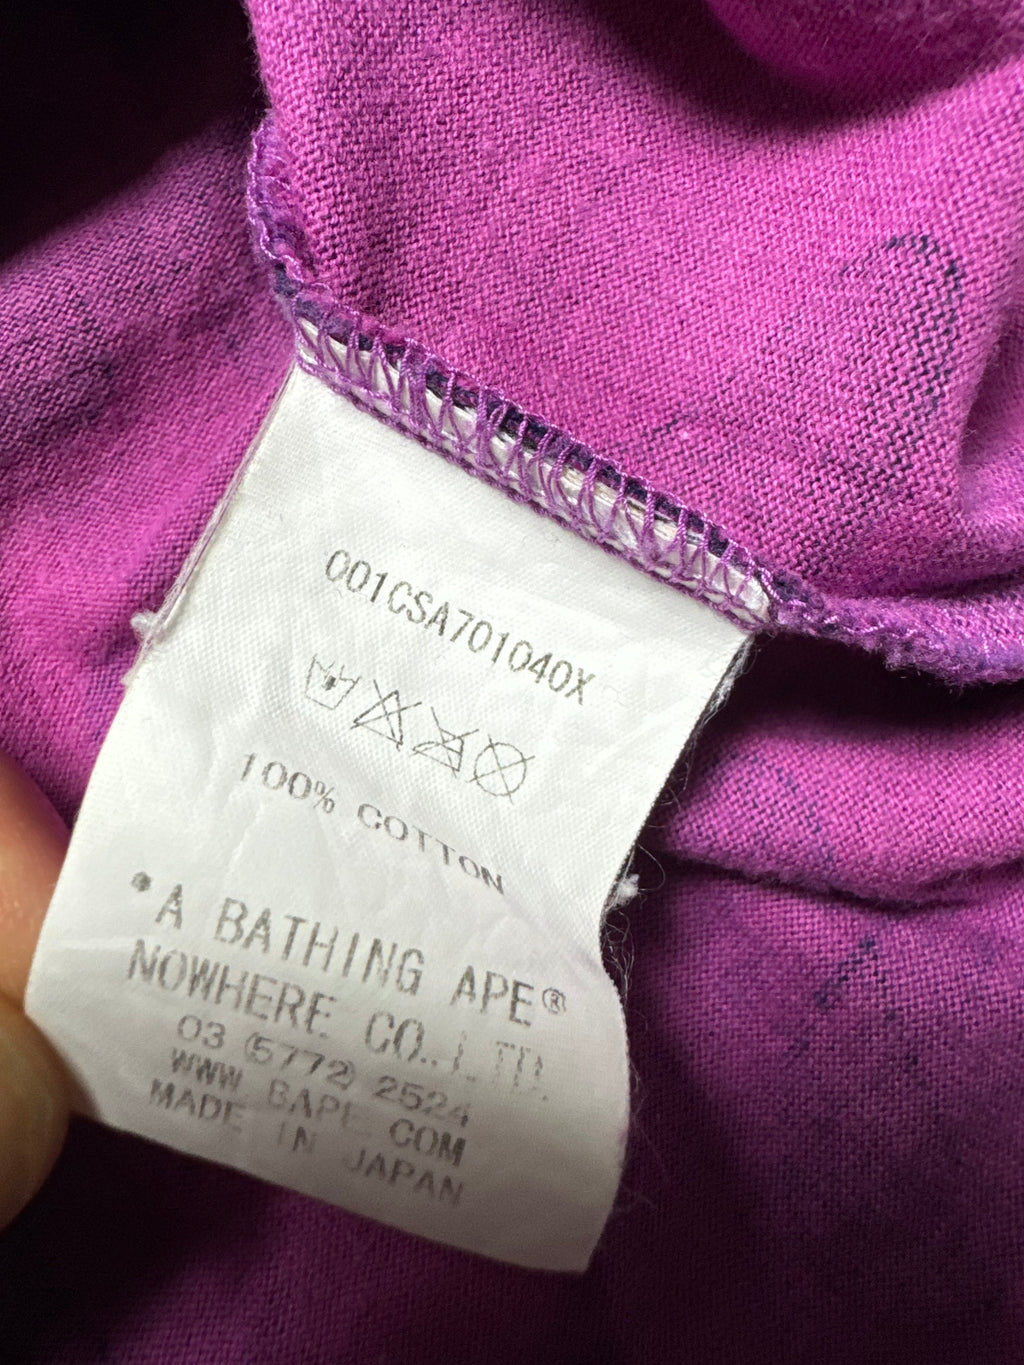 001CSA701040X
100% COTTON
*A BATHING APE®
NOWHERE CO.,LTD.
03 (5772) 2524
WWW.BAPE.COM
MADE IN JAPAN